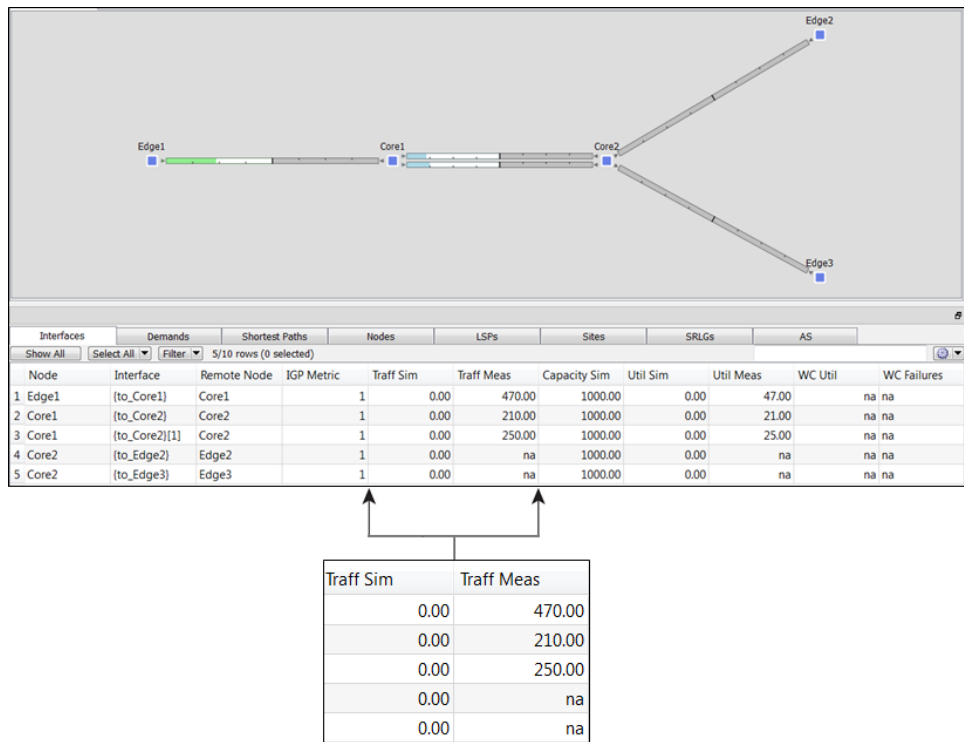 Edge2
Edge1
Core1
Core2
Edge3
Interfaces Demands Shortest Paths Nodes LSPs Sites SRLGs AS
Show All Select All Filter 5/10 rows (0 selected)
Node Interface Remote Node IGP Metric Traff Sim Traff Meas Capacity Sim Util Sim Util Meas WC Util WC Failures
1 Edge1 {to_Core1} Core1 1 0.00 470.00 1000.00 0.00 47.00 na na
2 Core1 {to_Core2} Core2 1 0.00 210.00 1000.00 0.00 21.00 na na
3 Core1 {to_Core2}[1] Core2 1 0.00 250.00 1000.00 0.00 25.00 na na
4 Core2 {to_Edge2} Edge2 1 0.00 na 1000.00 0.00 na na na
5 Core2 {to_Edge3} Edge3 1 0.00 na 1000.00 0.00 na na na
Traff Sim Traff Meas
0.00 470.00
0.00 210.00
0.00 250.00
0.00 na
0.00 na